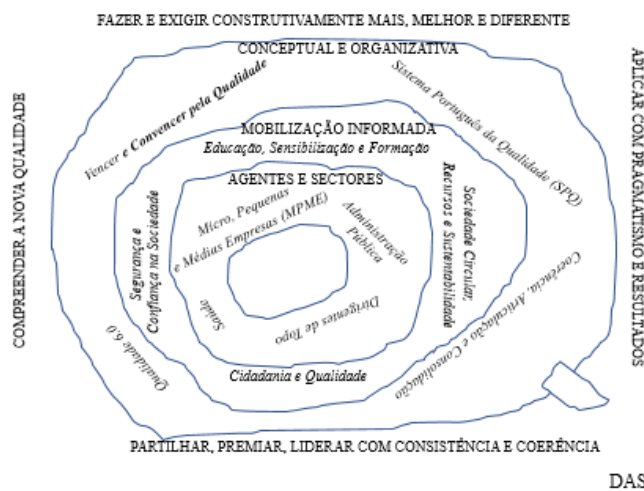 FAZER E EXIGIR CONSTRUTIVAMENTE MAIS, MELHOR E DIFERENTE
CONCEPTUAL E ORGANIZATIVA
Vencer e Convencer pela Qualidade
Sistema Português da Qualidade (SPQ)
COMPREENDER A NOVA QUALIDADE
APLICAR COM PRAGMATISMO E RESULTADOS
MOBILIZAÇÃO INFORMADA
Educação, Sensibilização e Formação
AGENTES E SECTORES
Micro, Pequenas
e Médias Empresas (MPME)
Administração
Pública
Segurança e
Confiança na Sociedade
Sociedade Circular,
Recursos e Sustentabilidade
Saúde
Dirigentes de Topo
Qualidade 6.0
Cidadania e Qualidade
Coerência, Articulação e Consolidação
PARTILHAR, PREMIAR, LIDERAR COM CONSISTÊNCIA E COERÊNCIA
DAS